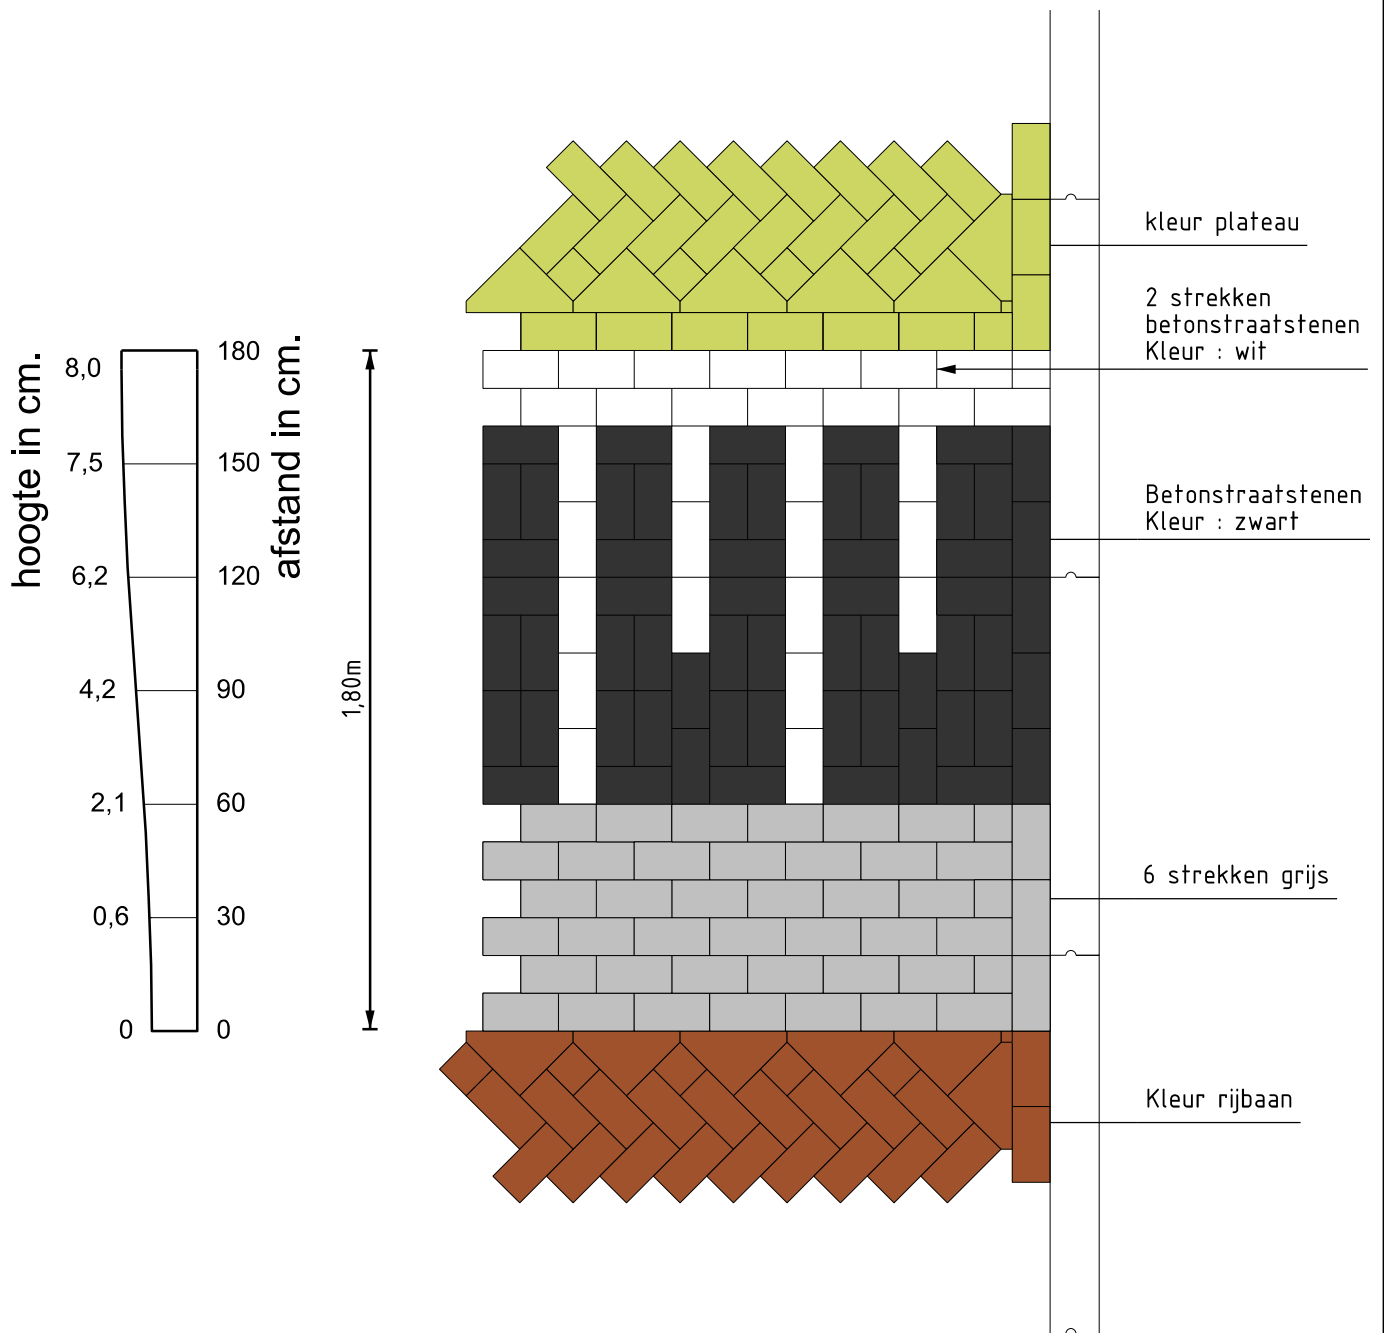 hoogte in cm.
afstand in cm.
8,0 180
7,5 150
6,2 120
4,2 90
2,1 60
0,6 30
0 0
1,80m
kleur plateau
2 strekken
betonstraatstenen
Kleur : wit
Betonstraatstenen
Kleur : zwart
6 strekken grijs
Kleur rijbaan